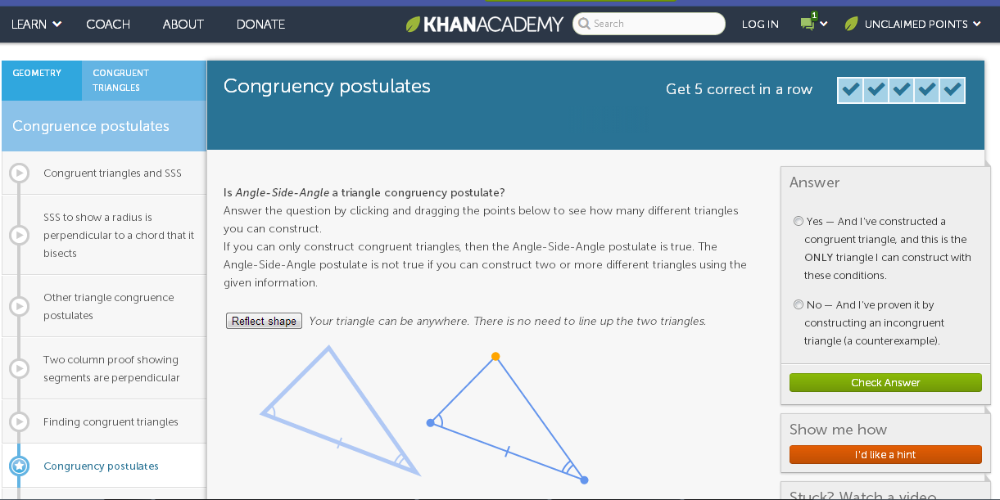 LEARN COACH ABOUT DONATE KHANACADEMY Search LOG IN 1 UNCLAIMED POINTS
GEOMETRY
CONGRUENT
TRIANGLES
Congruence postulates
Congruent triangles and SSS
SSS to show a radius is
perpendicular to a chord that it
bisects
Other triangle congruence
postulates
Two column proof showing
segments are perpendicular
Finding congruent triangles
Congruency postulates
Congruency postulates
Get 5 correct in a row
Is Angle-Side-Angle a triangle congruency postulate?
Answer the question by clicking and dragging the points below to see how many different triangles
you can construct.
If you can only construct congruent triangles, then the Angle-Side-Angle postulate is true. The
Angle-Side-Angle postulate is not true if you can construct two or more different triangles using the
given information.
Reflect shape Your triangle can be anywhere. There is no need to line up the two triangles.
Answer
Yes — And I've constructed a
congruent triangle, and this is the
ONLY triangle I can construct with
these conditions.
No — And I've proven it by
constructing an incongruent
triangle (a counterexample).
Check Answer
Show me how
I'd like a hint
Stuck? Watch a video